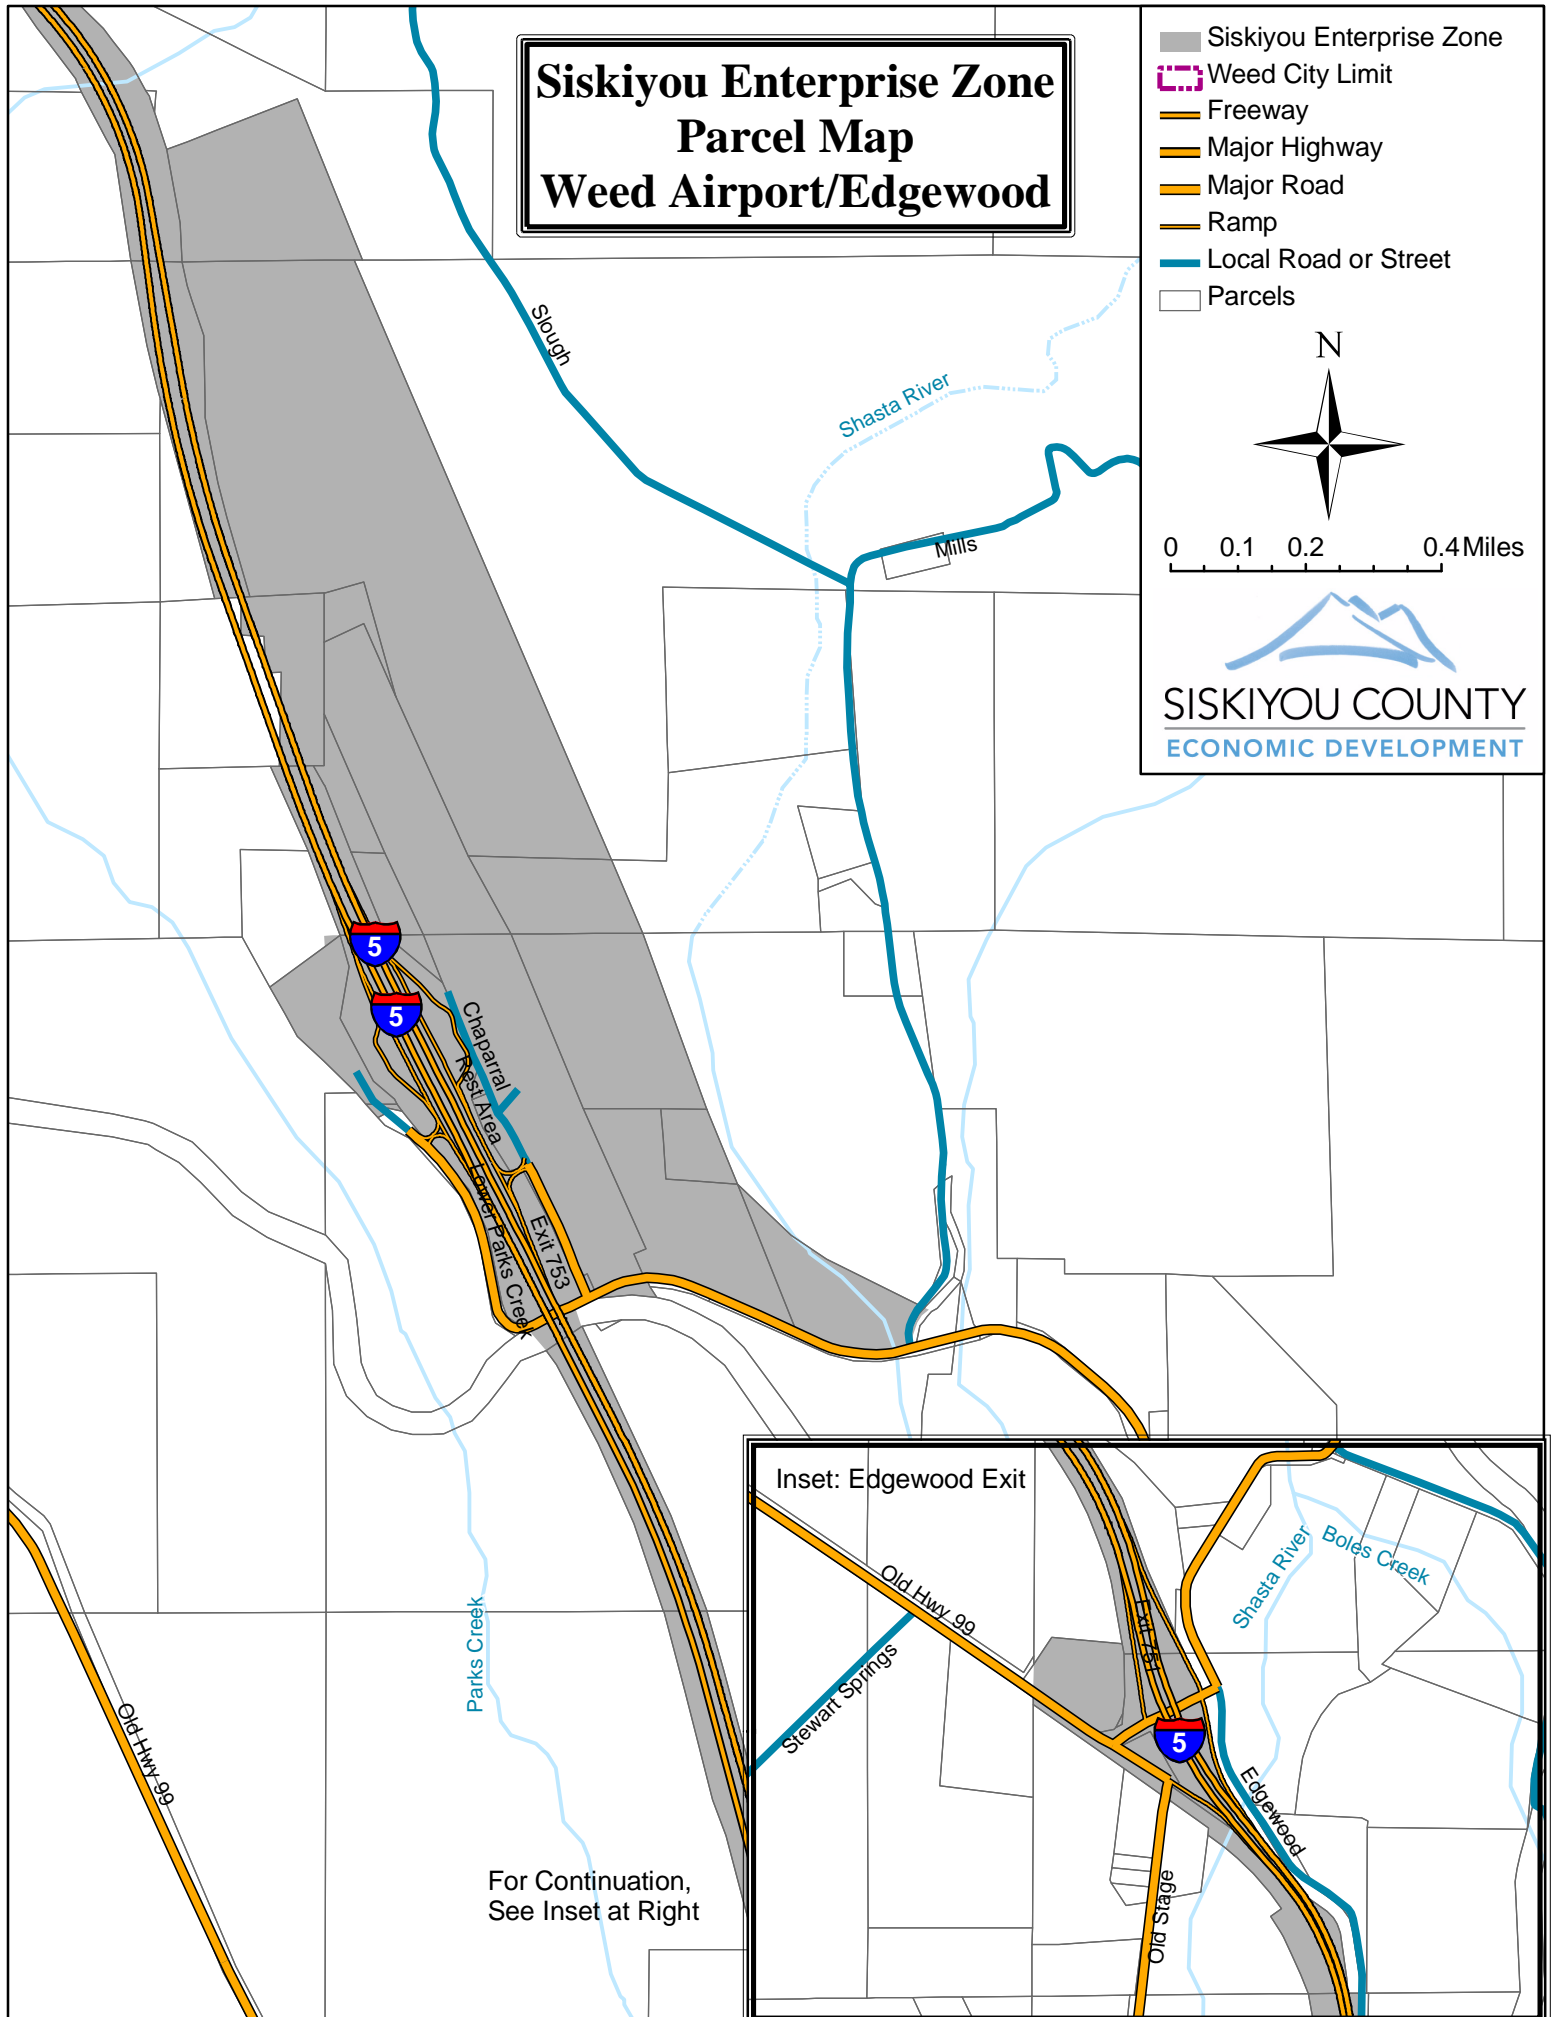 Siskiyou Enterprise Zone
Parcel Map
Weed Airport/Edgewood
Siskiyou Enterprise Zone
Weed City Limit
Freeway
Major Highway
Major Road
Ramp
Local Road or Street
Parcels
N
0 0.1 0.2 0.4 Miles
SISKIYOU COUNTY
ECONOMIC DEVELOPMENT
Slough
Shasta River
Mills
5
5
Chaparral
Rest Area
Lower Parks Creek
Exit 753
Parks Creek
Old Hwy 99
For Continuation,
See Inset at Right
Inset: Edgewood Exit
Old Hwy 99
Stewart Springs
Exit 751
Shasta River
Boles Creek
5
Edgewood
Old Stage